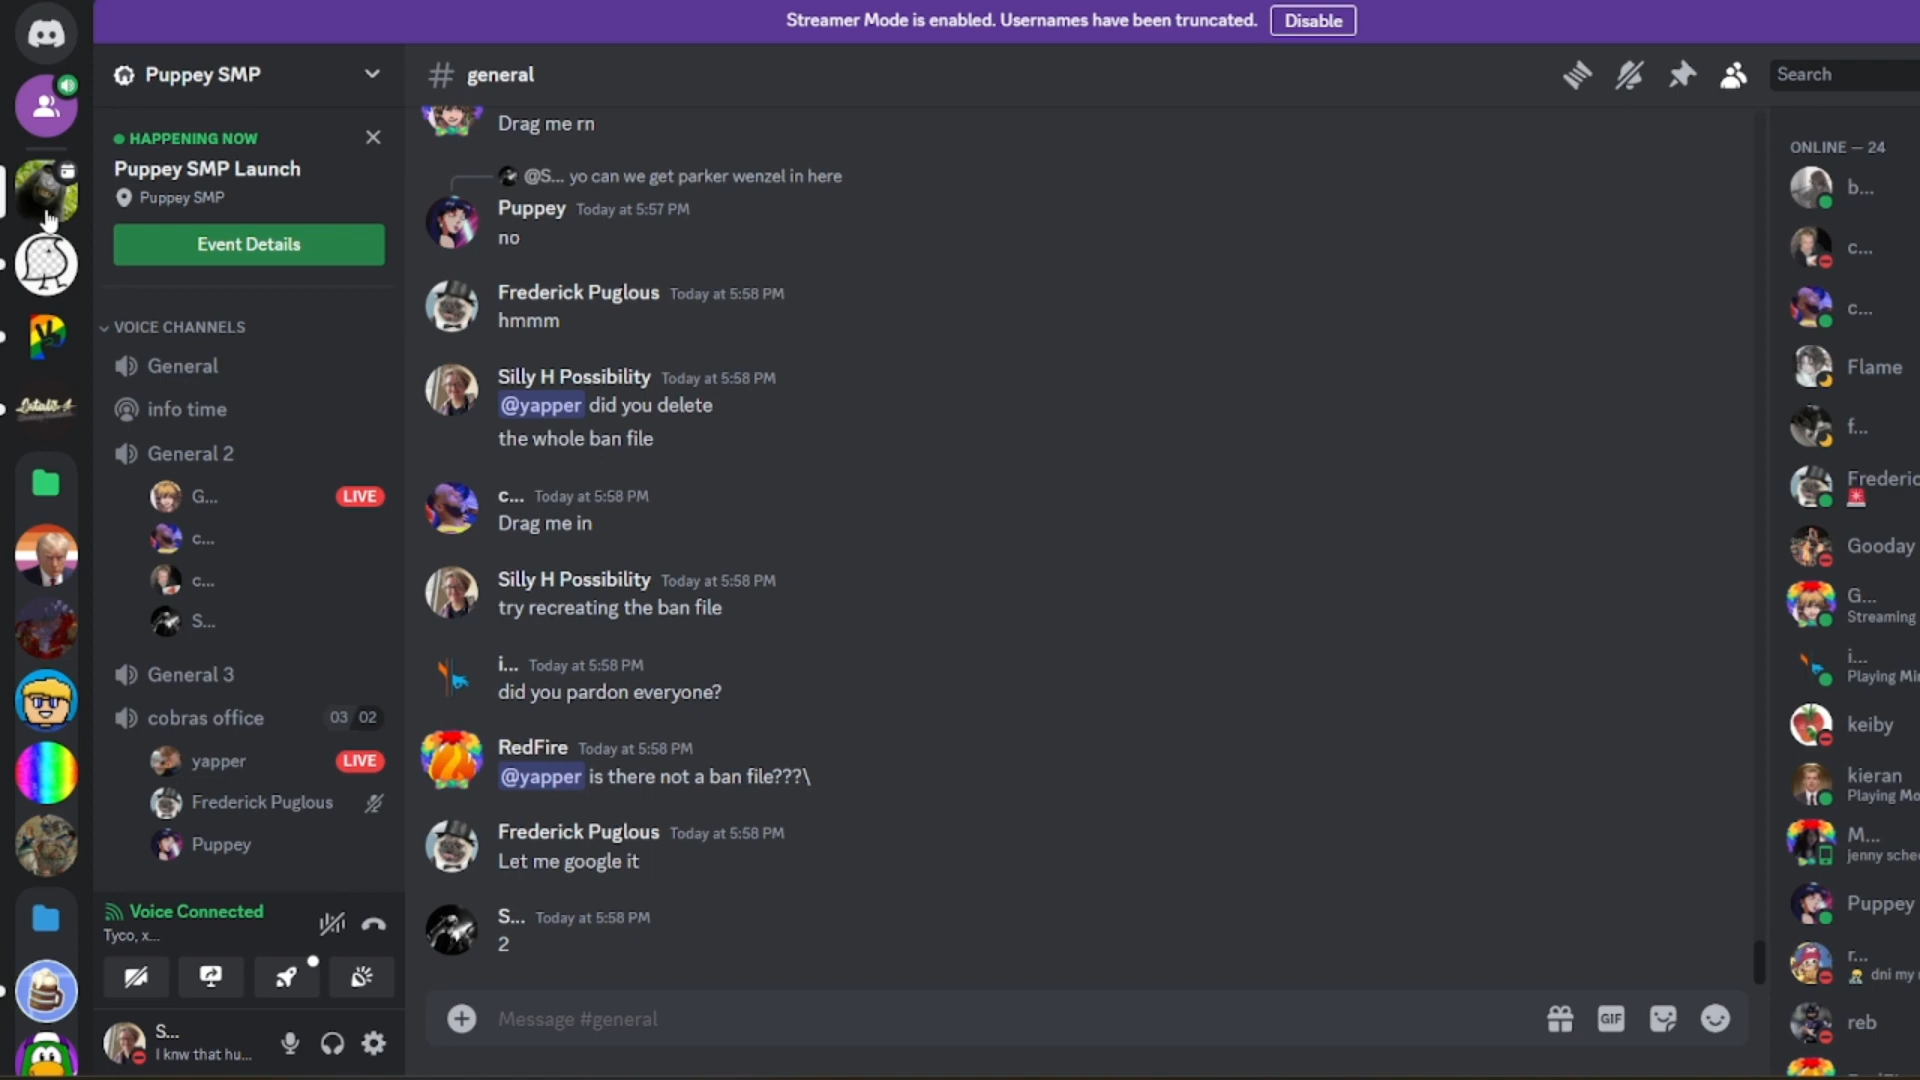 Streamer Mode is enabled. Usernames have been truncated.
Disable
Puppey SMP
HAPPENING NOW
Puppey SMP Launch
Puppey SMP
Event Details
VOICE CHANNELS
General
info time
General 2
G... LIVE
c...
c...
S...
General 3
cobras office 03 02
yapper LIVE
Frederick Puglous
Puppey
Voice Connected
Tyco, x...
S...
I knw that hu...
# general
Search
Drag me rn
@S... yo can we get parker wenzel in here
Puppey Today at 5:57 PM
no
Frederick Puglous Today at 5:58 PM
hmmm
Silly H Possibility Today at 5:58 PM
@yapper did you delete
the whole ban file
c... Today at 5:58 PM
Drag me in
Silly H Possibility Today at 5:58 PM
try recreating the ban file
i... Today at 5:58 PM
did you pardon everyone?
RedFire Today at 5:58 PM
@yapper is there not a ban file???\
Frederick Puglous Today at 5:58 PM
Let me google it
S... Today at 5:58 PM
2
Message #general
GIF
ONLINE — 24
b...
c...
c...
Flame
f...
Frederic
Gooday
G...
Streaming
i...
Playing Mi
keiby
kieran
Playing Mo
M...
jenny sche
Puppey
r...
dni my
reb